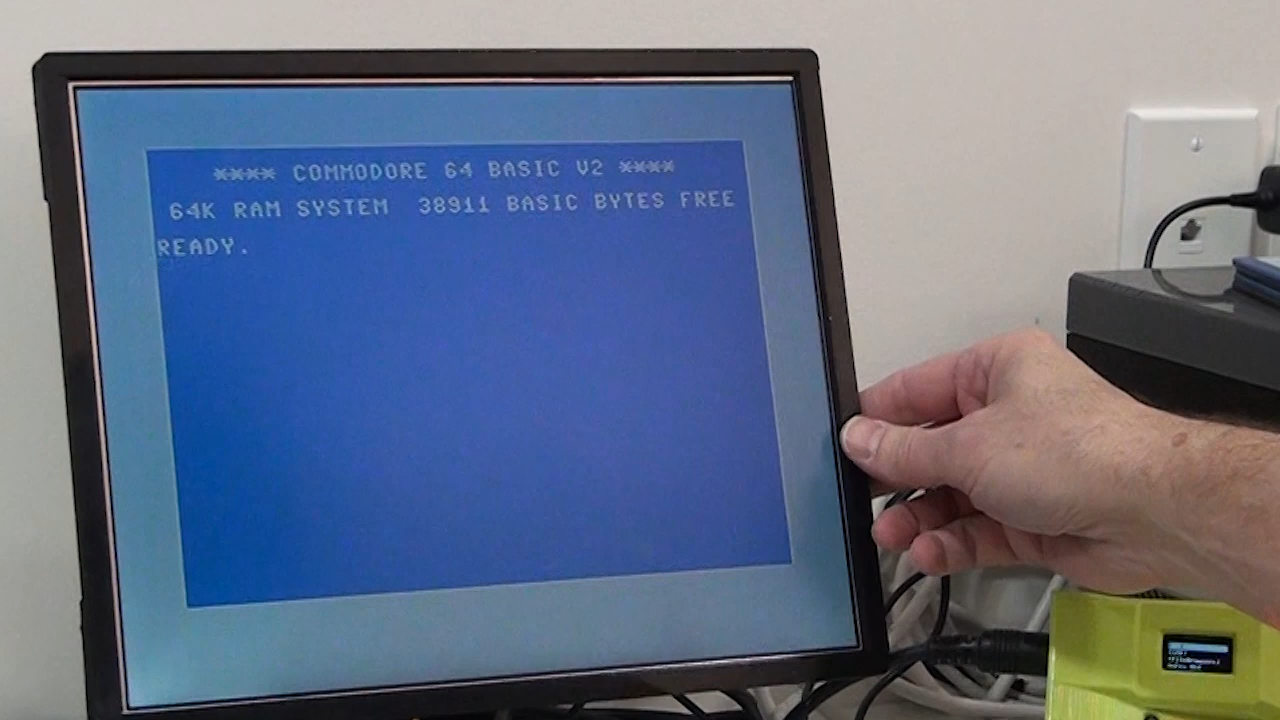 **** COMMODORE 64 BASIC V2 ****
64K RAM SYSTEM  38911 BASIC BYTES FREE
READY.